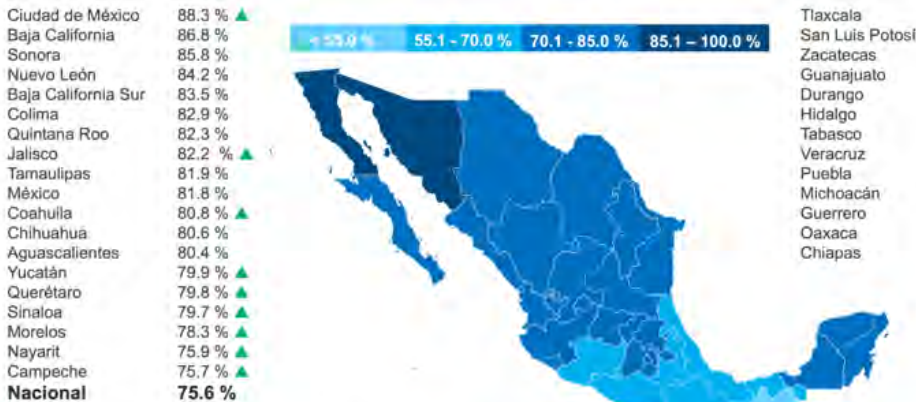 Ciudad de México 88.3 %
Baja California 86.8 %
Sonora 85.8 %
Nuevo León 84.2 %
Baja California Sur 83.5 %
Colima 82.9 %
Quintana Roo 82.3 %
Jalisco 82.2 %
Tamaulipas 81.9 %
México 81.8 %
Coahuila 80.8 %
Chihuahua 80.6 %
Aguascalientes 80.4 %
Yucatán 79.9 %
Querétaro 79.8 %
Sinaloa 79.7 %
Morelos 78.3 %
Nayarit 75.9 %
Campeche 75.7 %
Nacional 75.6 %
< 55.0 % 55.1 - 70.0 % 70.1 - 85.0 % 85.1 – 100.0 %
Tlaxcala
San Luis Potosí
Zacatecas
Guanajuato
Durango
Hidalgo
Tabasco
Veracruz
Puebla
Michoacán
Guerrero
Oaxaca
Chiapas